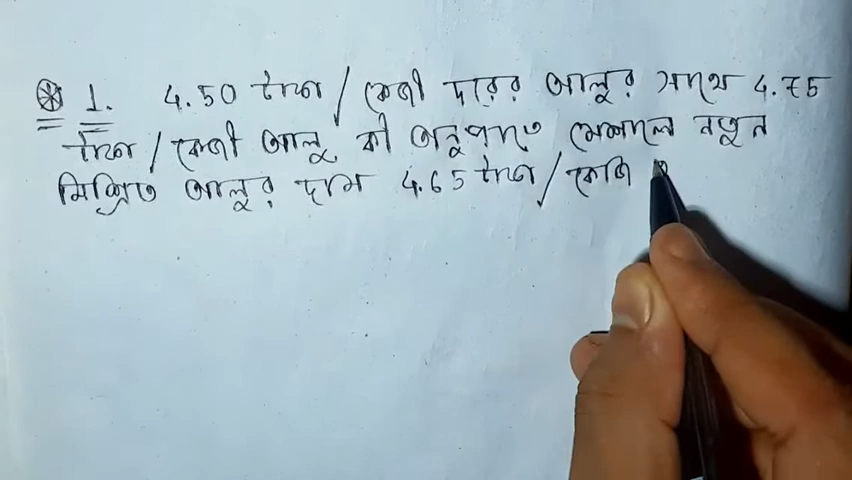 1. 4.50 টাকা / কেজী দরের আলুর সাথে 4.75
টাকা / কেজী আলু কী অনুপাতে মেশালে নতুন
মিশ্রিত আলুর দাম 4.65 টাকা / কেজি